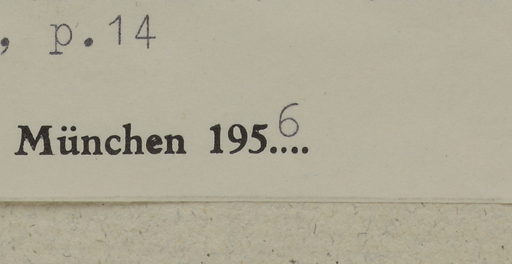 , p.14
München 1956....